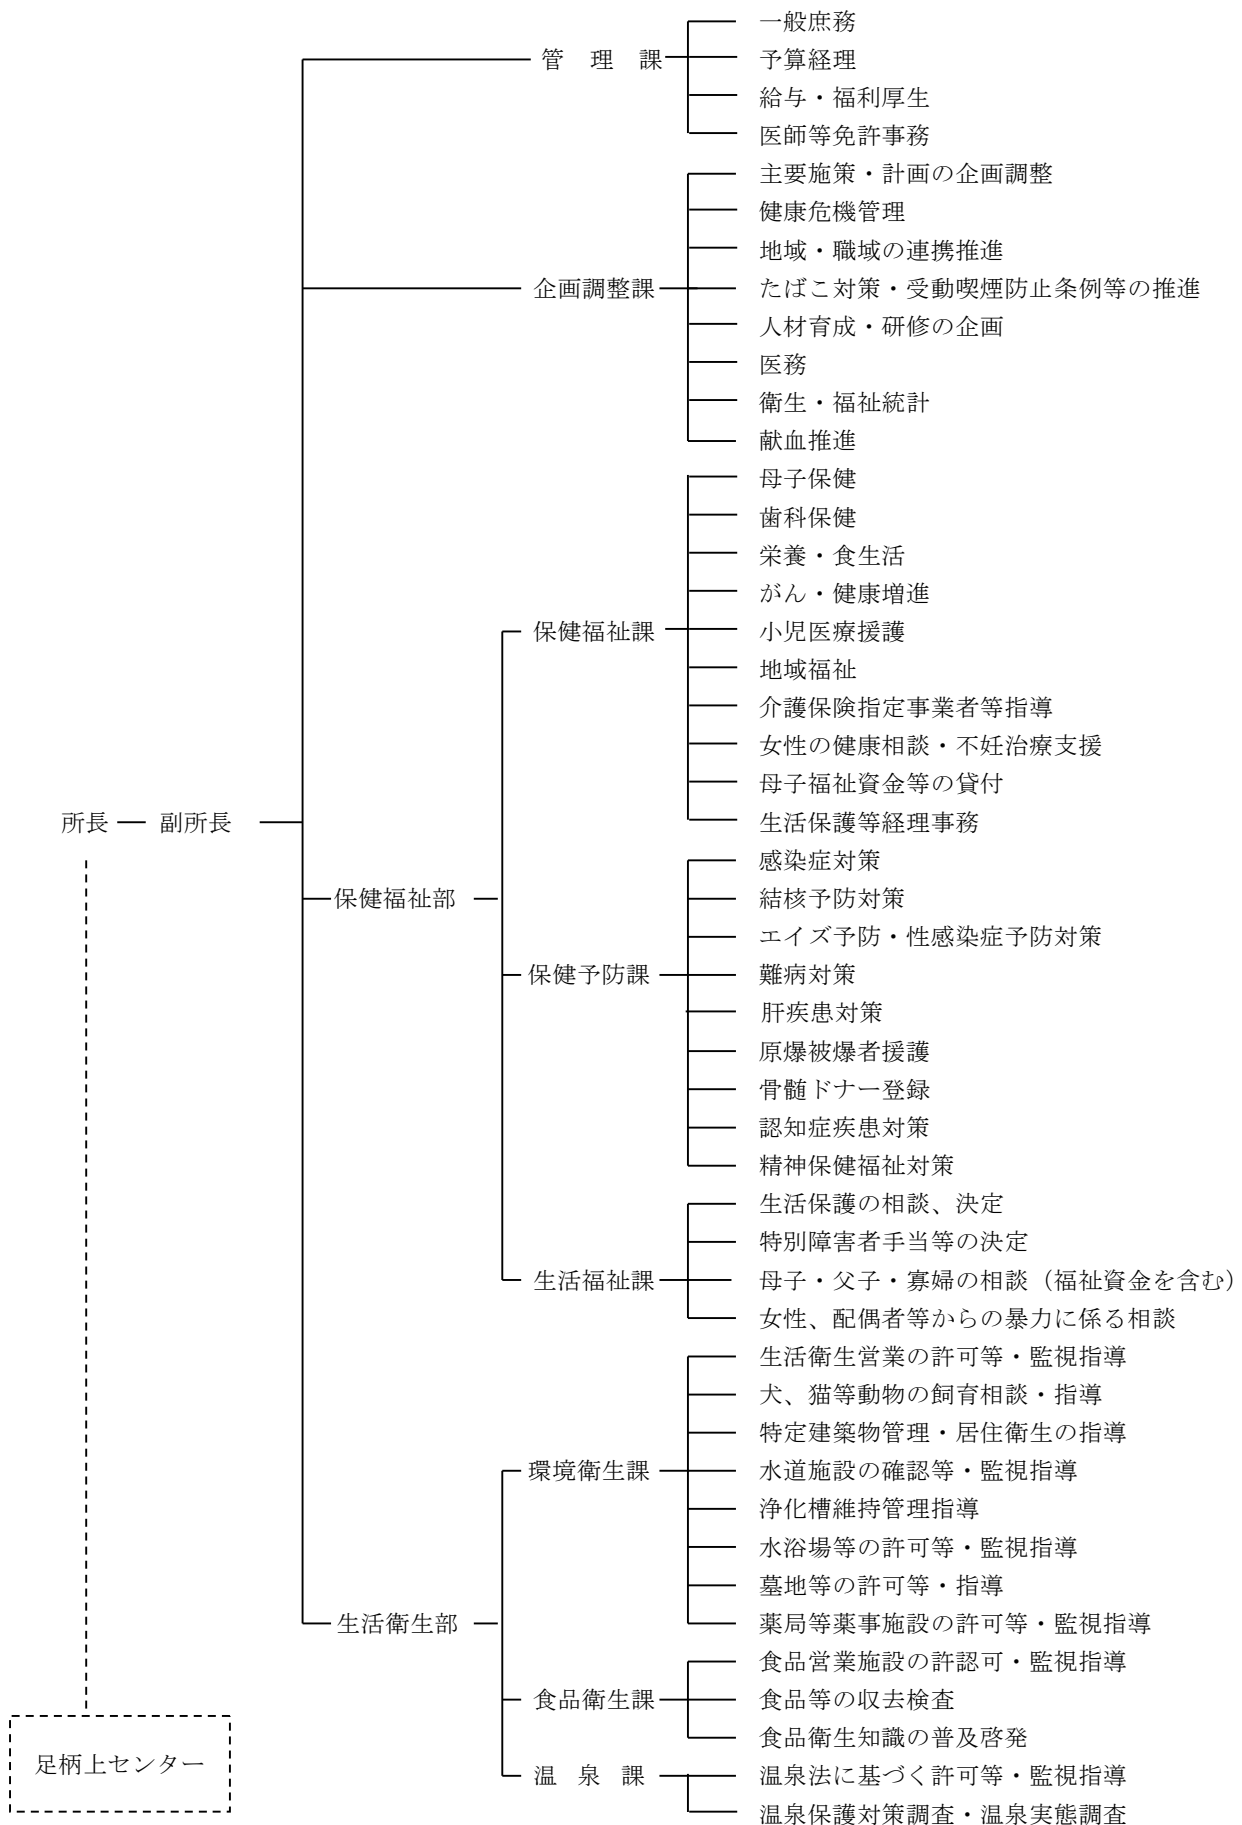 一般庶務
管理課
予算経理
給与・福利厚生
医師等免許事務
主要施策・計画の企画調整
健康危機管理
地域・職域の連携推進
企画調整課
たばこ対策・受動喫煙防止条例等の推進
人材育成・研修の企画
医務
衛生・福祉統計
献血推進
母子保健
歯科保健
栄養・食生活
がん・健康増進
保健福祉課
小児医療援護
地域福祉
介護保険指定事業者等指導
女性の健康相談・不妊治療支援
母子福祉資金等の貸付
所長
副所長
生活保護等経理事務
感染症対策
保健福祉部
結核予防対策
エイズ予防・性感染症予防対策
保健予防課
難病対策
肝疾患対策
原爆被爆者援護
骨髄ドナー登録
認知症疾患対策
精神保健福祉対策
生活保護の相談、決定
特別障害者手当等の決定
生活福祉課
母子・父子・寡婦の相談（福祉資金を含む）
女性、配偶者等からの暴力に係る相談
生活衛生営業の許可等・監視指導
犬、猫等動物の飼育相談・指導
特定建築物管理・居住衛生の指導
環境衛生課
水道施設の確認等・監視指導
浄化槽維持管理指導
水浴場等の許可等・監視指導
墓地等の許可等・指導
生活衛生部
薬局等薬事施設の許可等・監視指導
食品営業施設の許認可・監視指導
食品衛生課
食品等の収去検査
食品衛生知識の普及啓発
足柄上センター
温泉課
温泉法に基づく許可等・監視指導
温泉保護対策調査・温泉実態調査